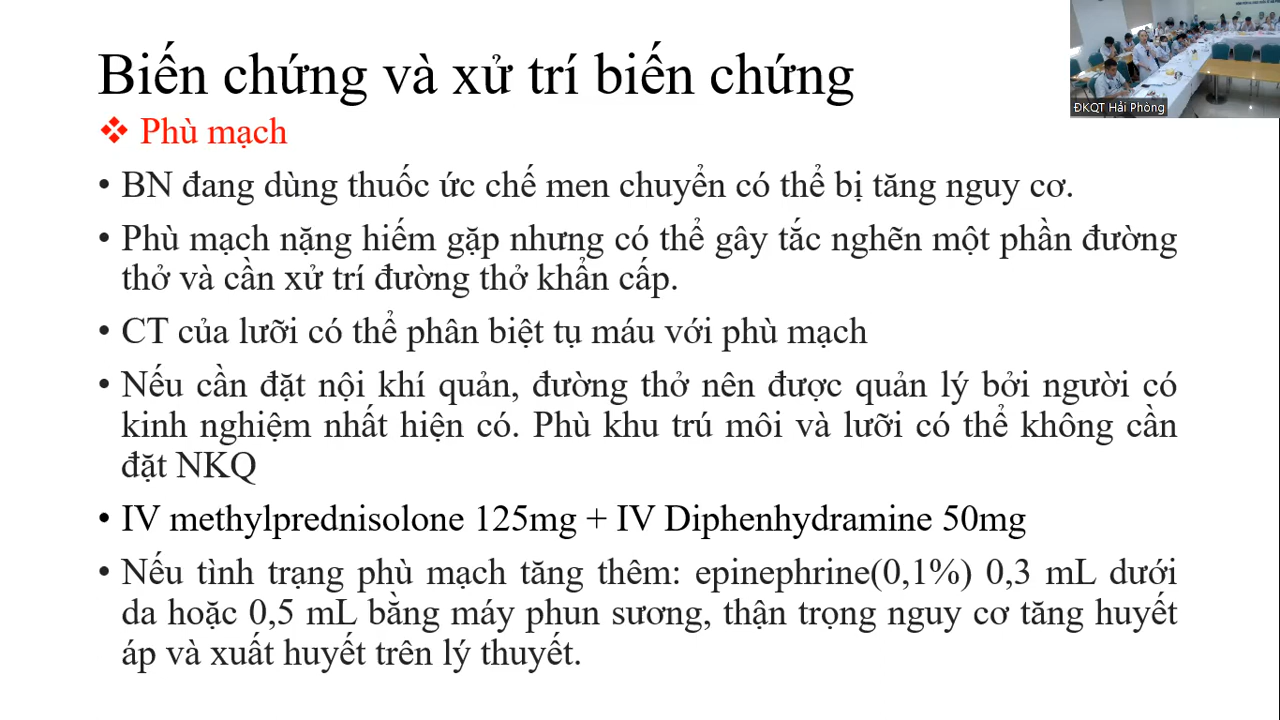 Biến chứng và xử trí biến chứng
ĐKQT Hải Phòng
❖ Phù mạch
• BN đang dùng thuốc ức chế men chuyển có thể bị tăng nguy cơ.
• Phù mạch nặng hiếm gặp nhưng có thể gây tắc nghẽn một phần đường
thở và cần xử trí đường thở khẩn cấp.
• CT của lưỡi có thể phân biệt tụ máu với phù mạch
• Nếu cần đặt nội khí quản, đường thở nên được quản lý bởi người có
kinh nghiệm nhất hiện có. Phù khu trú môi và lưỡi có thể không cần
đặt NKQ
• IV methylprednisolone 125mg + IV Diphenhydramine 50mg
• Nếu tình trạng phù mạch tăng thêm: epinephrine(0,1%) 0,3 mL dưới
da hoặc 0,5 mL bằng máy phun sương, thận trọng nguy cơ tăng huyết
áp và xuất huyết trên lý thuyết.